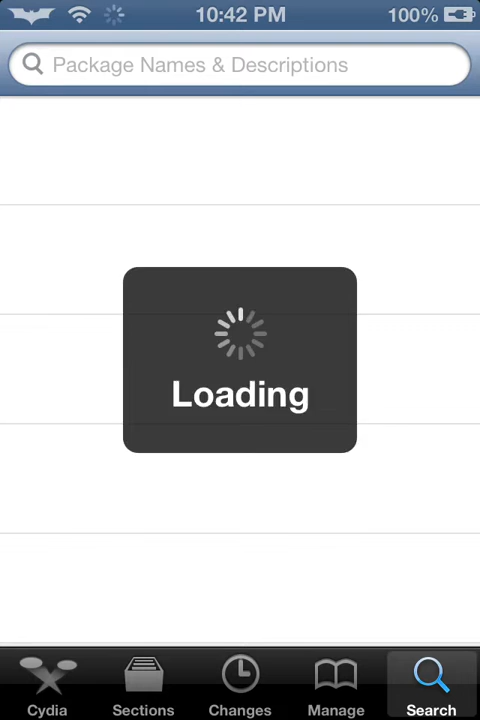 10:42 PM 100%
Package Names & Descriptions
Loading
Cydia Sections Changes Manage Search